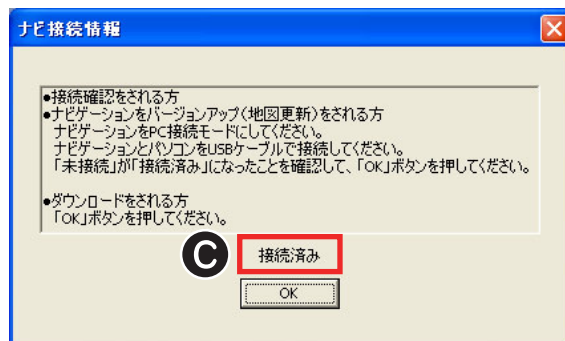 ナビ接続情報
●接続確認をされる方
●ナビゲーションをバージョンアップ（地図更新）をされる方
ナビゲーションをPC接続モードにしてください。
ナビゲーションとパソコンをUSBケーブルで接続してください。
「未接続」が「接続済み」になったことを確認して、「OK」ボタンを押してください。
●ダウンロードをされる方
「OK」ボタンを押してください。
C 接続済み
OK